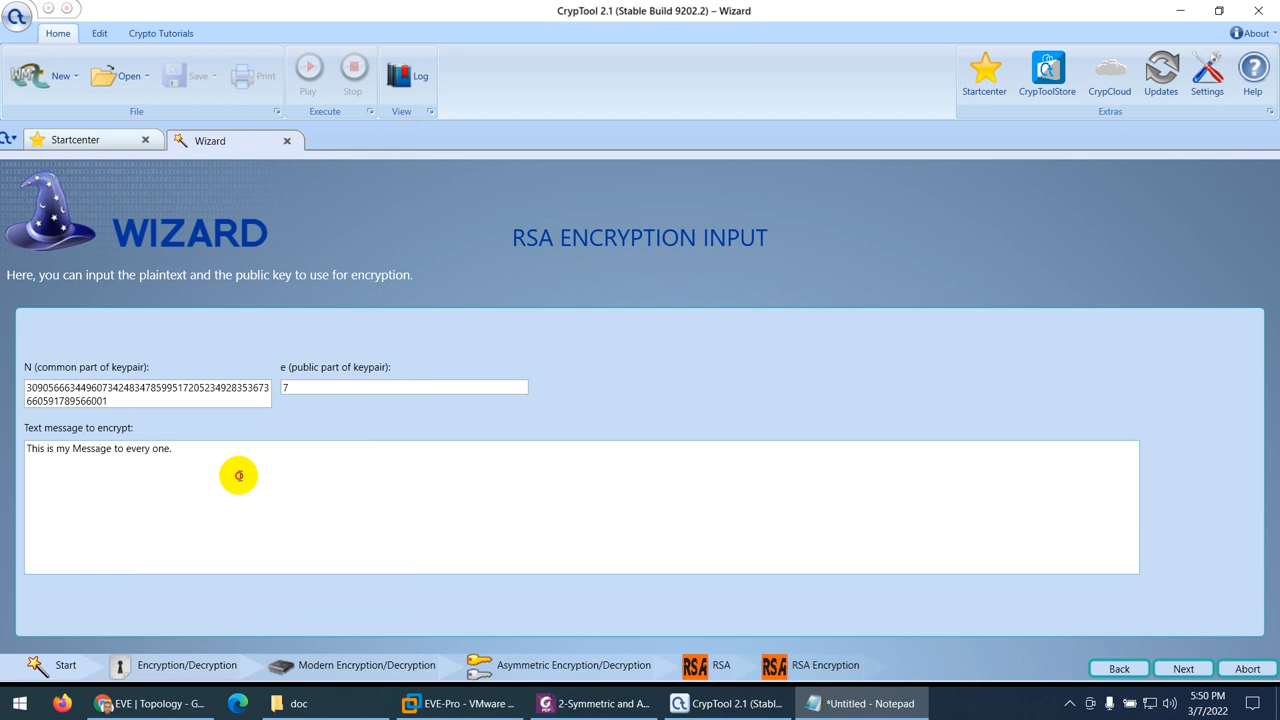 CrypTool 2.1 (Stable Build 9202.2) – Wizard
Home Edit Crypto Tutorials About
New Open Save Print Play Stop Log Startcenter CrypToolStore CrypCloud Updates Settings Help
File Execute View Extras
Startcenter Wizard
WIZARD
RSA ENCRYPTION INPUT
Here, you can input the plaintext and the public key to use for encryption.
N (common part of keypair): e (public part of keypair):
309056663449607342483478599517205234928353673 7
660591789566001
Text message to encrypt:
This is my Message to every one.
Start Encryption/Decryption Modern Encryption/Decryption Asymmetric Encryption/Decryption RSA RSA RSA RSA Encryption Back Next Abort
EVE | Topology - G... doc EVE-Pro - VMware ... 2-Symmetric and A... CrypTool 2.1 (Stabl... *Untitled - Notepad
5:50 PM
3/7/2022